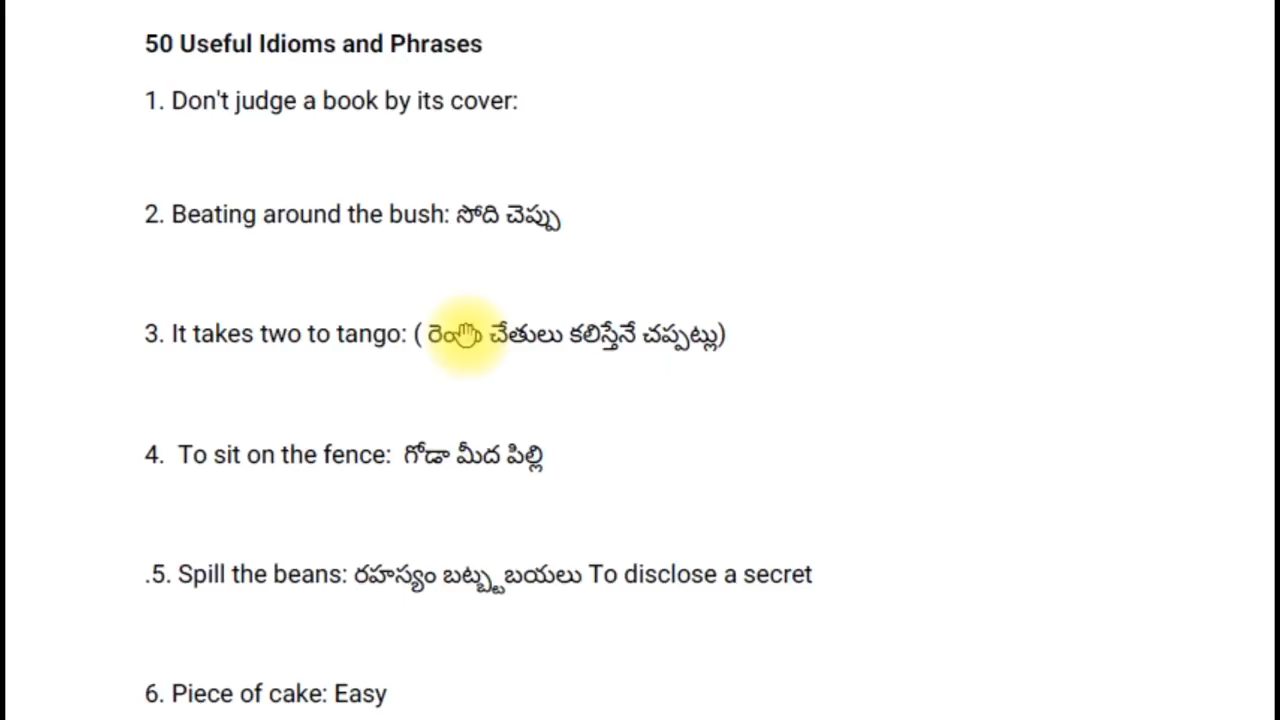 50 Useful Idioms and Phrases
1. Don't judge a book by its cover:
2. Beating around the bush: సోది చెప్పు
3. It takes two to tango: ( చేతులు కలిస్తేనే చప్పట్లు)
4. To sit on the fence: గోడా మీద పిల్లి
.5. Spill the beans: రహస్యం బట్బ్టబయలు To disclose a secret
6. Piece of cake: Easy